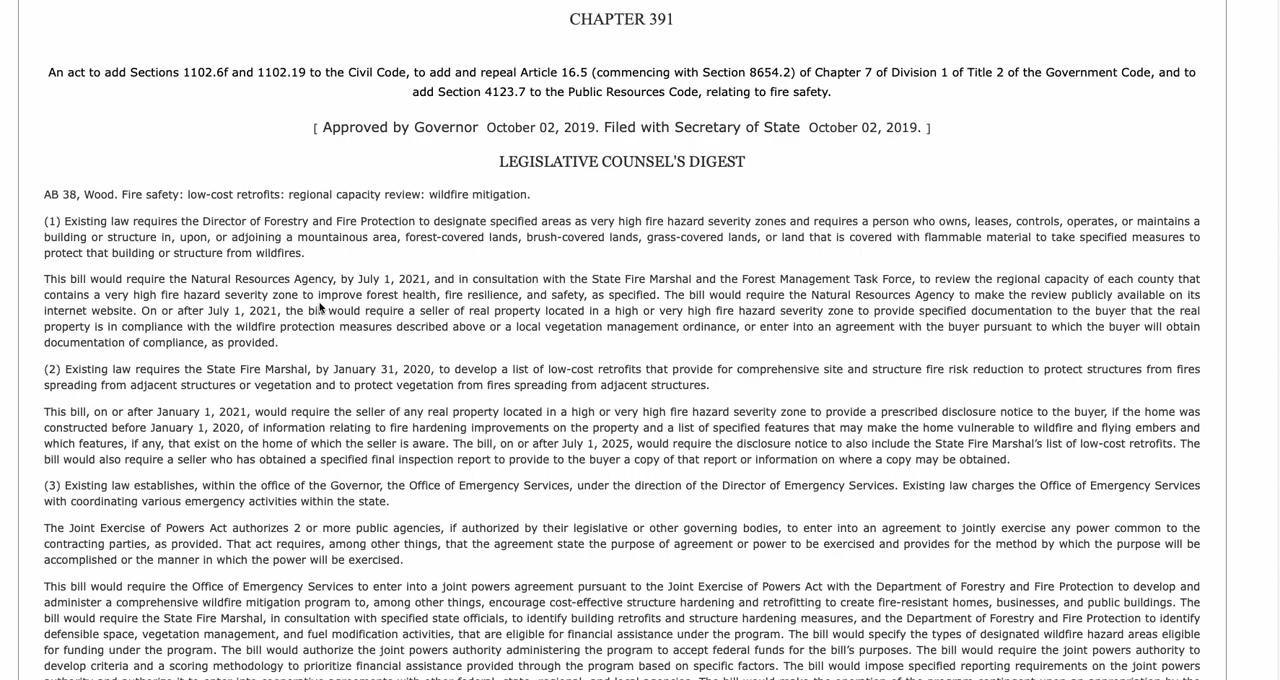 CHAPTER 391
An act to add Sections 1102.6f and 1102.19 to the Civil Code, to add and repeal Article 16.5 (commencing with Section 8654.2) of Chapter 7 of Division 1 of Title 2 of the Government Code, and to
add Section 4123.7 to the Public Resources Code, relating to fire safety.
[ Approved by Governor October 02, 2019. Filed with Secretary of State October 02, 2019. ]
LEGISLATIVE COUNSEL'S DIGEST
AB 38, Wood. Fire safety: low-cost retrofits: regional capacity review: wildfire mitigation.
(1) Existing law requires the Director of Forestry and Fire Protection to designate specified areas as very high fire hazard severity zones and requires a person who owns, leases, controls, operates, or maintains a
building or structure in, upon, or adjoining a mountainous area, forest-covered lands, brush-covered lands, grass-covered lands, or land that is covered with flammable material to take specified measures to
protect that building or structure from wildfires.
This bill would require the Natural Resources Agency, by July 1, 2021, and in consultation with the State Fire Marshal and the Forest Management Task Force, to review the regional capacity of each county that
contains a very high fire hazard severity zone to improve forest health, fire resilience, and safety, as specified. The bill would require the Natural Resources Agency to make the review publicly available on its
internet website. On or after July 1, 2021, the bill would require a seller of real property located in a high or very high fire hazard severity zone to provide specified documentation to the buyer that the real
property is in compliance with the wildfire protection measures described above or a local vegetation management ordinance, or enter into an agreement with the buyer pursuant to which the buyer will obtain
documentation of compliance, as provided.
(2) Existing law requires the State Fire Marshal, by January 31, 2020, to develop a list of low-cost retrofits that provide for comprehensive site and structure fire risk reduction to protect structures from fires
spreading from adjacent structures or vegetation and to protect vegetation from fires spreading from adjacent structures.
This bill, on or after January 1, 2021, would require the seller of any real property located in a high or very high fire hazard severity zone to provide a prescribed disclosure notice to the buyer, if the home was
constructed before January 1, 2020, of information relating to fire hardening improvements on the property and a list of specified features that may make the home vulnerable to wildfire and flying embers and
which features, if any, that exist on the home of which the seller is aware. The bill, on or after July 1, 2025, would require the disclosure notice to also include the State Fire Marshal’s list of low-cost retrofits. The
bill would also require a seller who has obtained a specified final inspection report to provide to the buyer a copy of that report or information on where a copy may be obtained.
(3) Existing law establishes, within the office of the Governor, the Office of Emergency Services, under the direction of the Director of Emergency Services. Existing law charges the Office of Emergency Services
with coordinating various emergency activities within the state.
The Joint Exercise of Powers Act authorizes 2 or more public agencies, if authorized by their legislative or other governing bodies, to enter into an agreement to jointly exercise any power common to the
contracting parties, as provided. That act requires, among other things, that the agreement state the purpose of agreement or power to be exercised and provides for the method by which the purpose will be
accomplished or the manner in which the power will be exercised.
This bill would require the Office of Emergency Services to enter into a joint powers agreement pursuant to the Joint Exercise of Powers Act with the Department of Forestry and Fire Protection to develop and
administer a comprehensive wildfire mitigation program to, among other things, encourage cost-effective structure hardening and retrofitting to create fire-resistant homes, businesses, and public buildings. The
bill would require the State Fire Marshal, in consultation with specified state officials, to identify building retrofits and structure hardening measures, and the Department of Forestry and Fire Protection to identify
defensible space, vegetation management, and fuel modification activities, that are eligible for financial assistance under the program. The bill would specify the types of designated wildfire hazard areas eligible
for funding under the program. The bill would authorize the joint powers authority administering the program to accept federal funds for the bill’s purposes. The bill would require the joint powers authority to
develop criteria and a scoring methodology to prioritize financial assistance provided through the program based on specific factors. The bill would impose specified reporting requirements on the joint powers